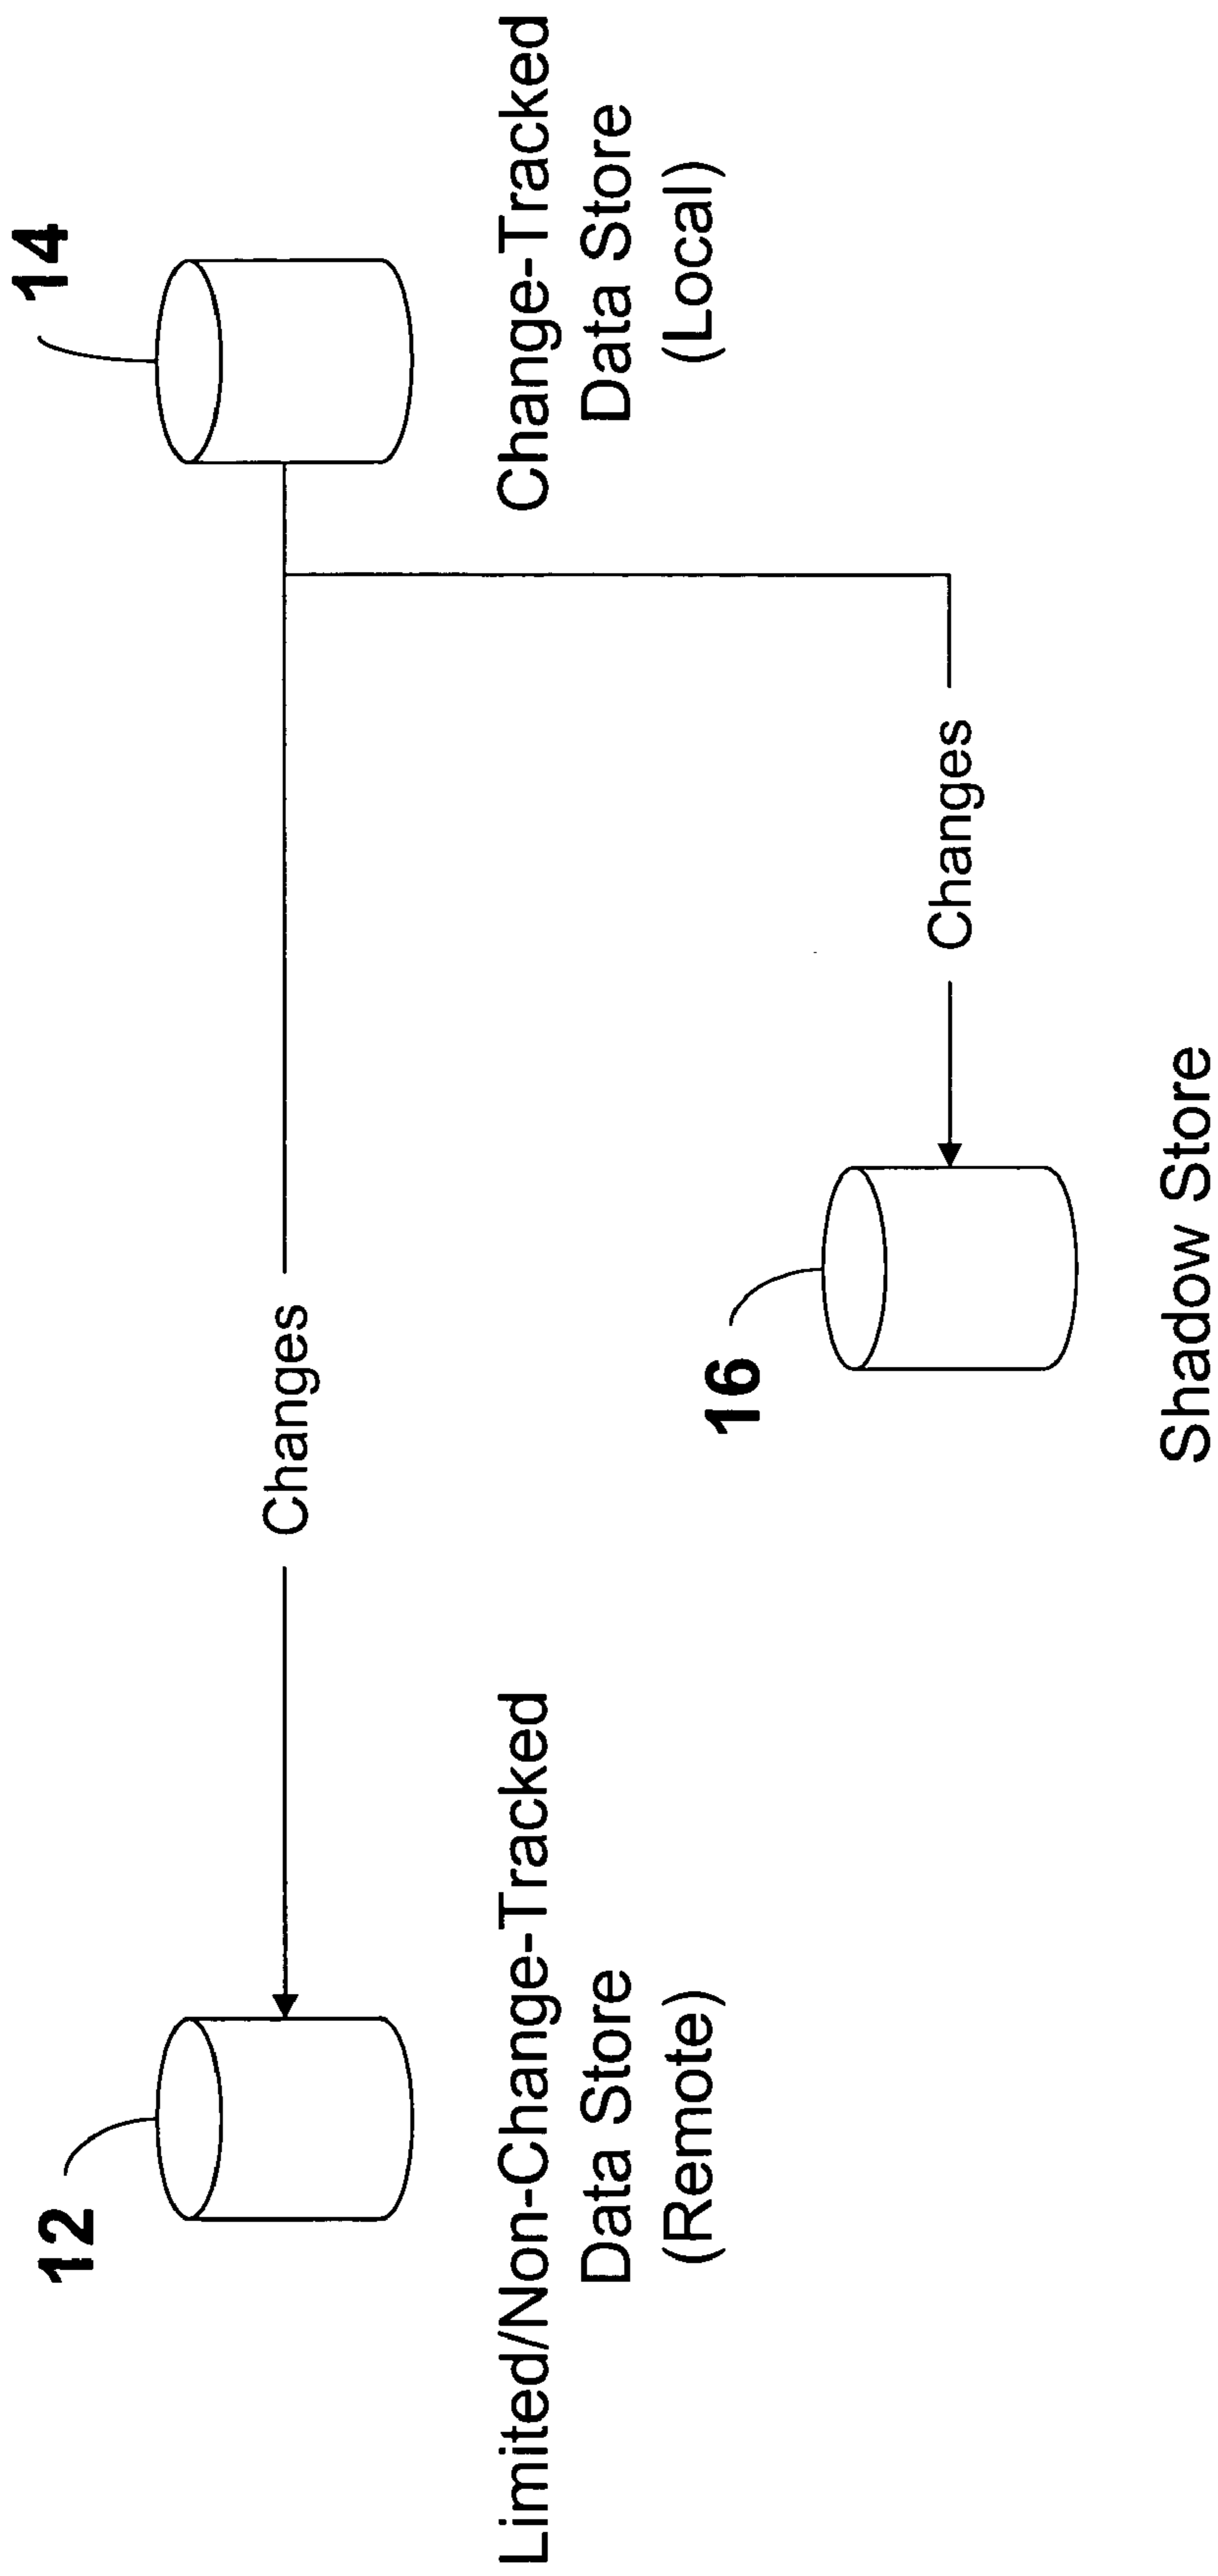 12
Limited/Non-Change-Tracked
Data Store
(Remote)
Changes
14
Change-Tracked
Data Store
(Local)
16
Changes
Shadow Store